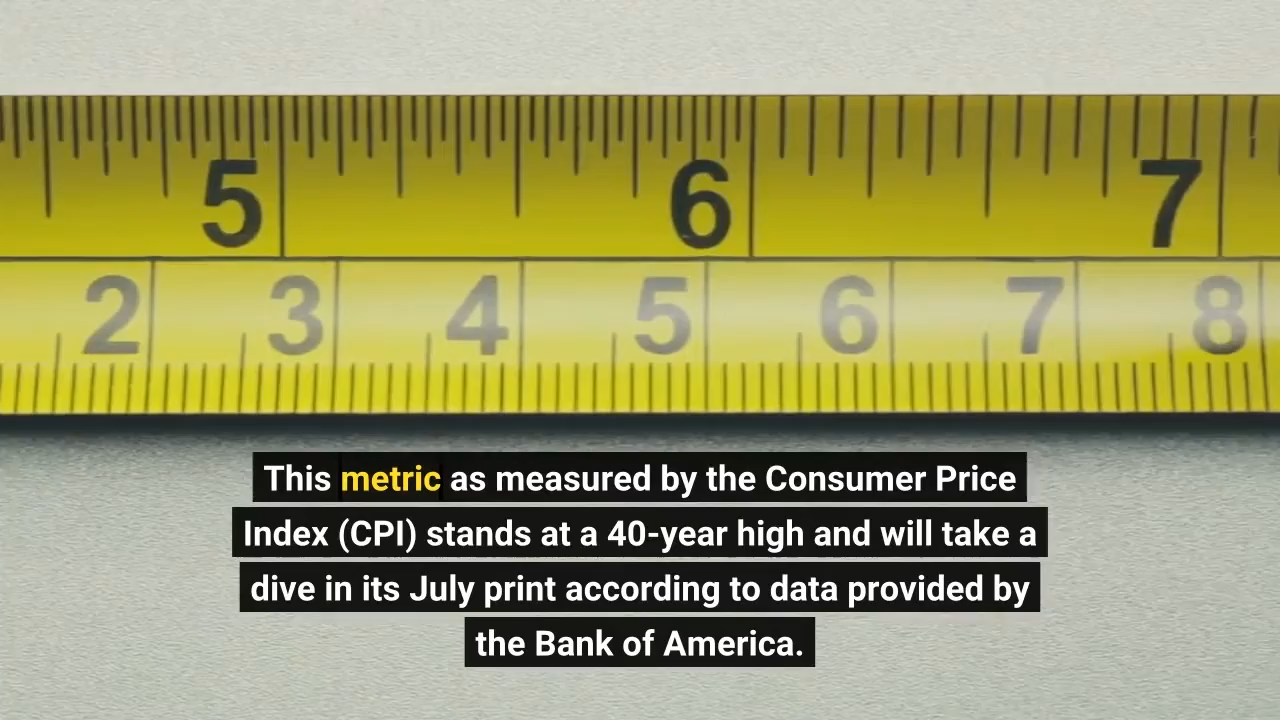 5 6 7
2 3 4 5 6 7 8
This metric as measured by the Consumer Price
Index (CPI) stands at a 40-year high and will take a
dive in its July print according to data provided by
the Bank of America.